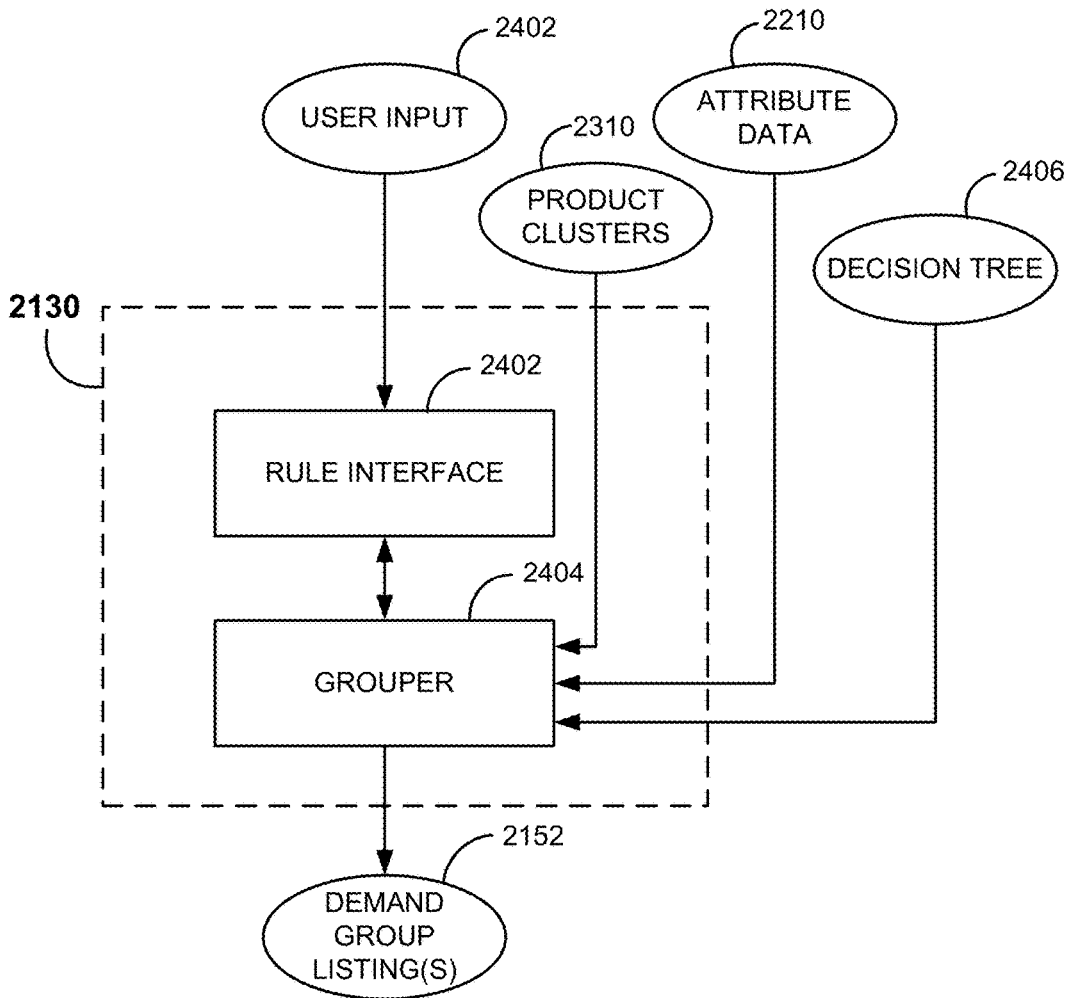 2402
2210
USER INPUT
ATTRIBUTE
DATA
2310
PRODUCT
CLUSTERS
2406
DECISION TREE
2130
2402
RULE INTERFACE
2404
GROUPER
2152
DEMAND
GROUP
LISTING(S)